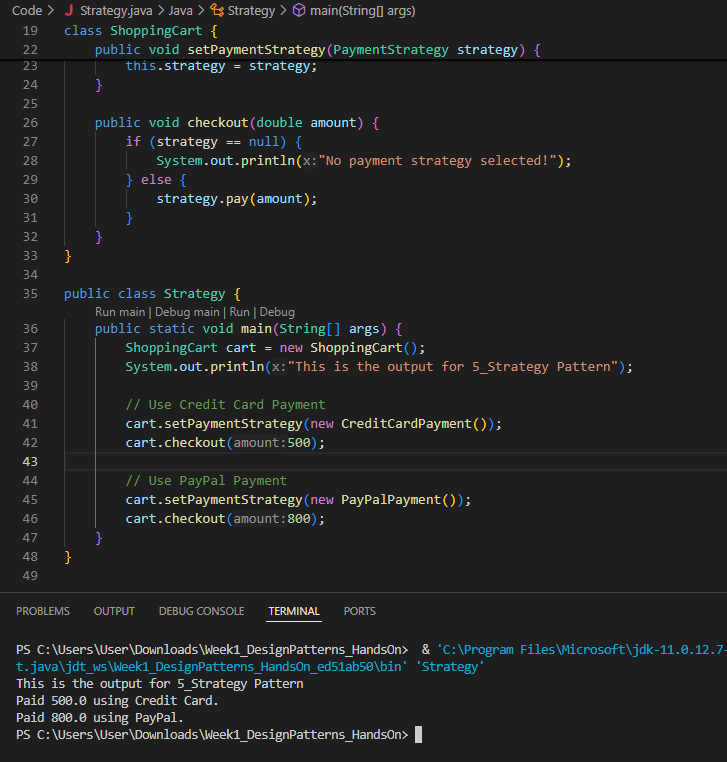 Code > J Strategy.java > Java > Strategy > main(String[] args)
19 class ShoppingCart {
22 public void setPaymentStrategy(PaymentStrategy strategy) {
23 this.strategy = strategy;
24 }
25
26 public void checkout(double amount) {
27 if (strategy == null) {
28 System.out.println(x:"No payment strategy selected!");
29 } else {
30 strategy.pay(amount);
31 }
32 }
33 }
34
35 public class Strategy {
Run main | Debug main | Run | Debug
36 public static void main(String[] args) {
37 ShoppingCart cart = new ShoppingCart();
38 System.out.println(x:"This is the output for 5_Strategy Pattern");
39
40 // Use Credit Card Payment
41 cart.setPaymentStrategy(new CreditCardPayment());
42 cart.checkout(amount:500);
43
44 // Use PayPal Payment
45 cart.setPaymentStrategy(new PayPalPayment());
46 cart.checkout(amount:800);
47 }
48 }
49
PROBLEMS OUTPUT DEBUG CONSOLE TERMINAL PORTS
PS C:\Users\User\Downloads\Week1_DesignPatterns_HandsOn> & 'C:\Program Files\Microsoft\jdk-11.0.12.7-
t.java\jdt_ws\Week1_DesignPatterns_HandsOn_ed51ab50\bin' 'Strategy'
This is the output for 5_Strategy Pattern
Paid 500.0 using Credit Card.
Paid 800.0 using PayPal.
PS C:\Users\User\Downloads\Week1_DesignPatterns_HandsOn>